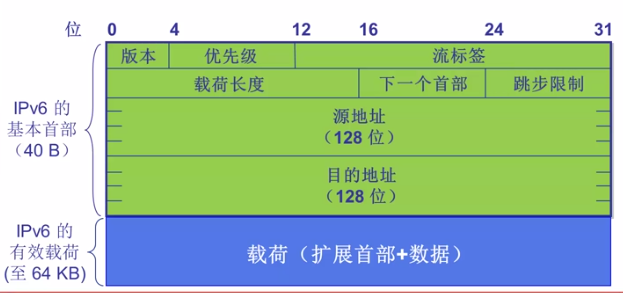 位 0 4 12 16 24 31
版本 优先级 流标签
载荷长度 下一个首部 跳步限制
IPv6 的
基本首部
（40 B）
源地址
（128 位）
目的地址
（128 位）
IPv6 的
有效载荷
(至 64 KB)
载荷（扩展首部+数据）